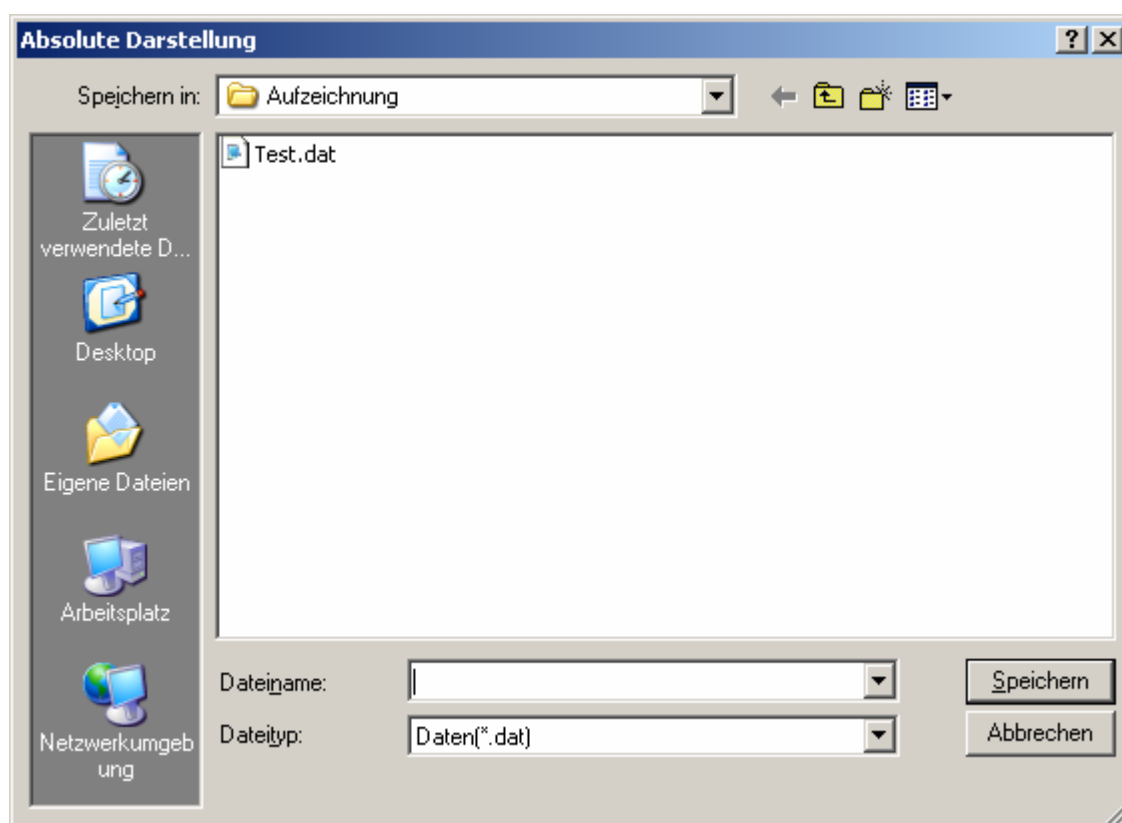 Absolute Darstellung
Speichern in:
Aufzeichnung
Test.dat
Zuletzt
verwendete D...
Desktop
Eigene Dateien
Arbeitsplatz
Netzwerkumgeb
ung
Dateiname:
Speichern
Dateityp:
Daten(*.dat)
Abbrechen